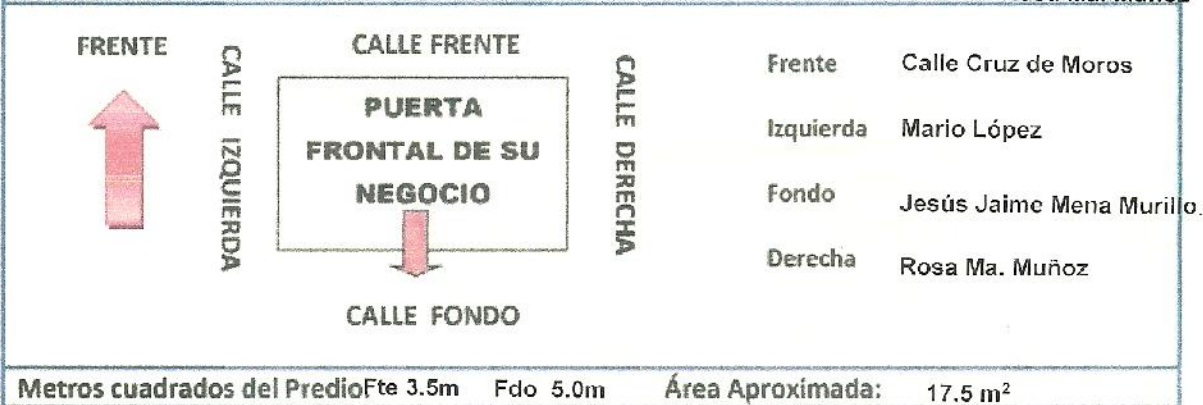 FRENTE
CALLE IZQUIERDA
CALLE FRENTE
PUERTA
FRONTAL DE SU
NEGOCIO
CALLE DERECHA
CALLE FONDO
Frente Calle Cruz de Moros
Izquierda Mario López
Fondo Jesús Jaime Mena Murillo.
Derecha Rosa Ma. Muñoz
Metros cuadrados del Predio Fte 3.5m Fdo 5.0m Área Aproximada: 17.5 m²